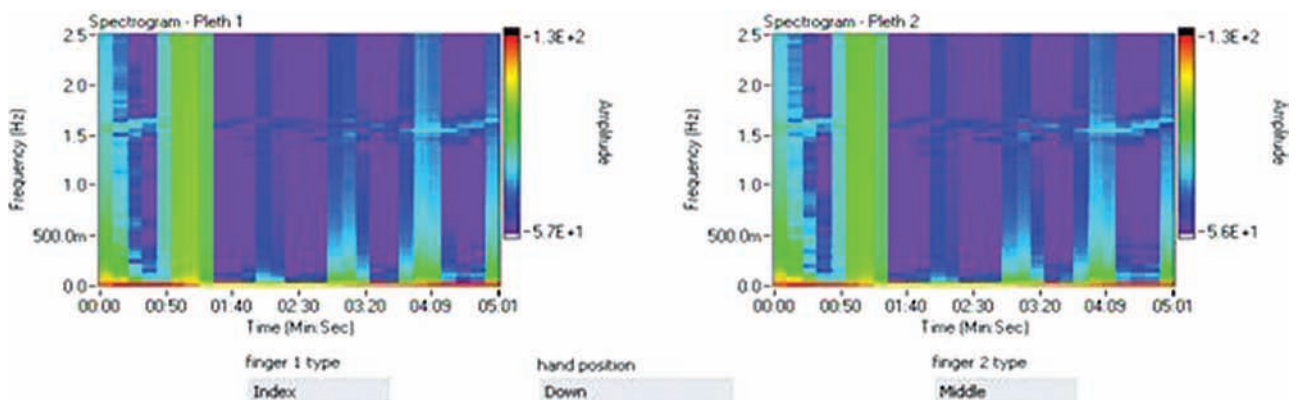 Spectrogram - Pleth 1
2.5
2.0
1.5
1.0
500.0m
0.0
Frequency (Hz)
00:00 00:50 01:40 02:30 03:20 04:09 05:01
Time (Min:Sec)
-1.3E+2
-5.7E+1
Amplitude
Spectrogram - Pleth 2
2.5
2.0
1.5
1.0
500.0m
0.0
Frequency (Hz)
00:00 00:50 01:40 02:30 03:20 04:09 05:01
Time (Min:Sec)
-1.3E+2
-5.6E+1
Amplitude
finger 1 type
Index
hand position
Down
finger 2 type
Middle